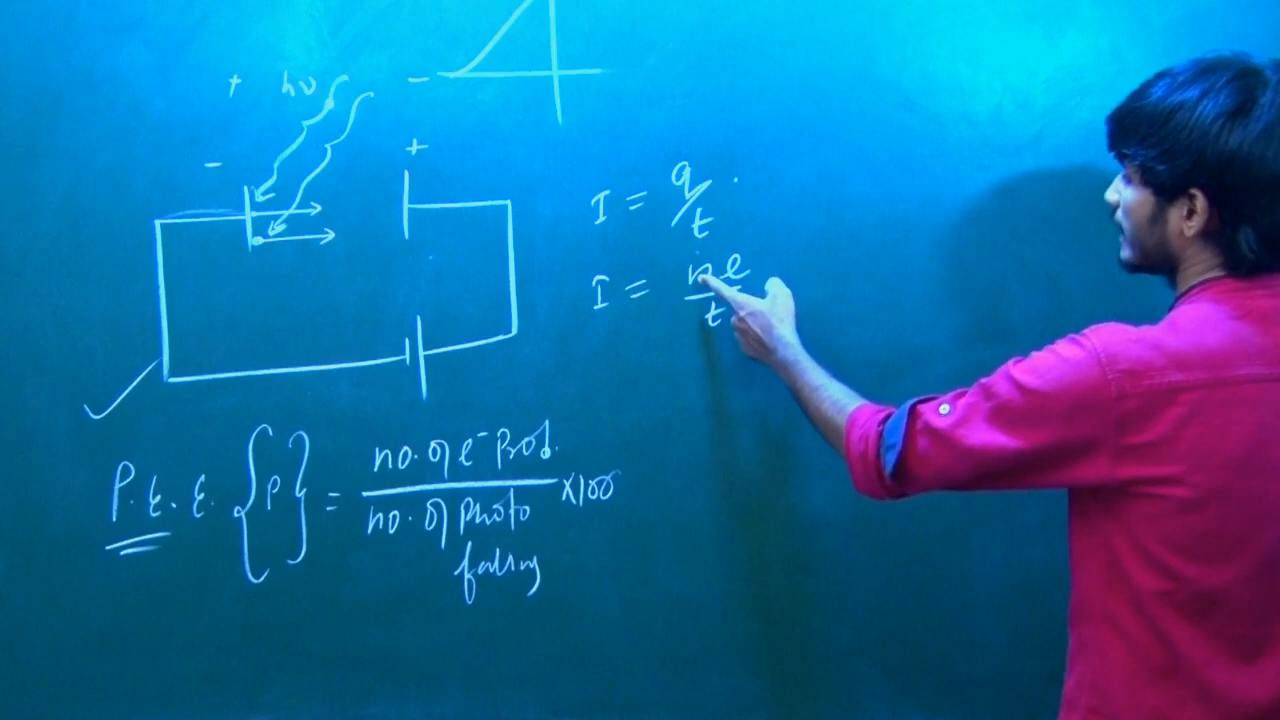 + hν -
- +
I = q/t .
I = ne/t
P.E.E. {P} = no. of e⁻ Prod. / no. of Photo falling ×100